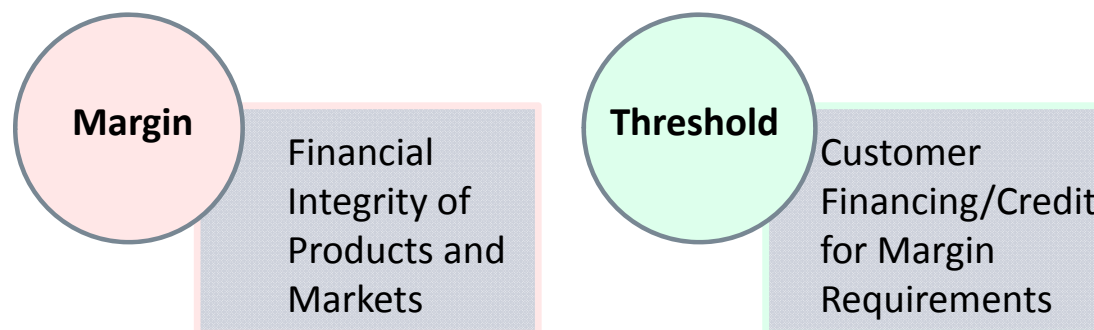 Margin
Financial
Integrity of
Products and
Markets
Threshold
Customer
Financing/Credit
for Margin
Requirements